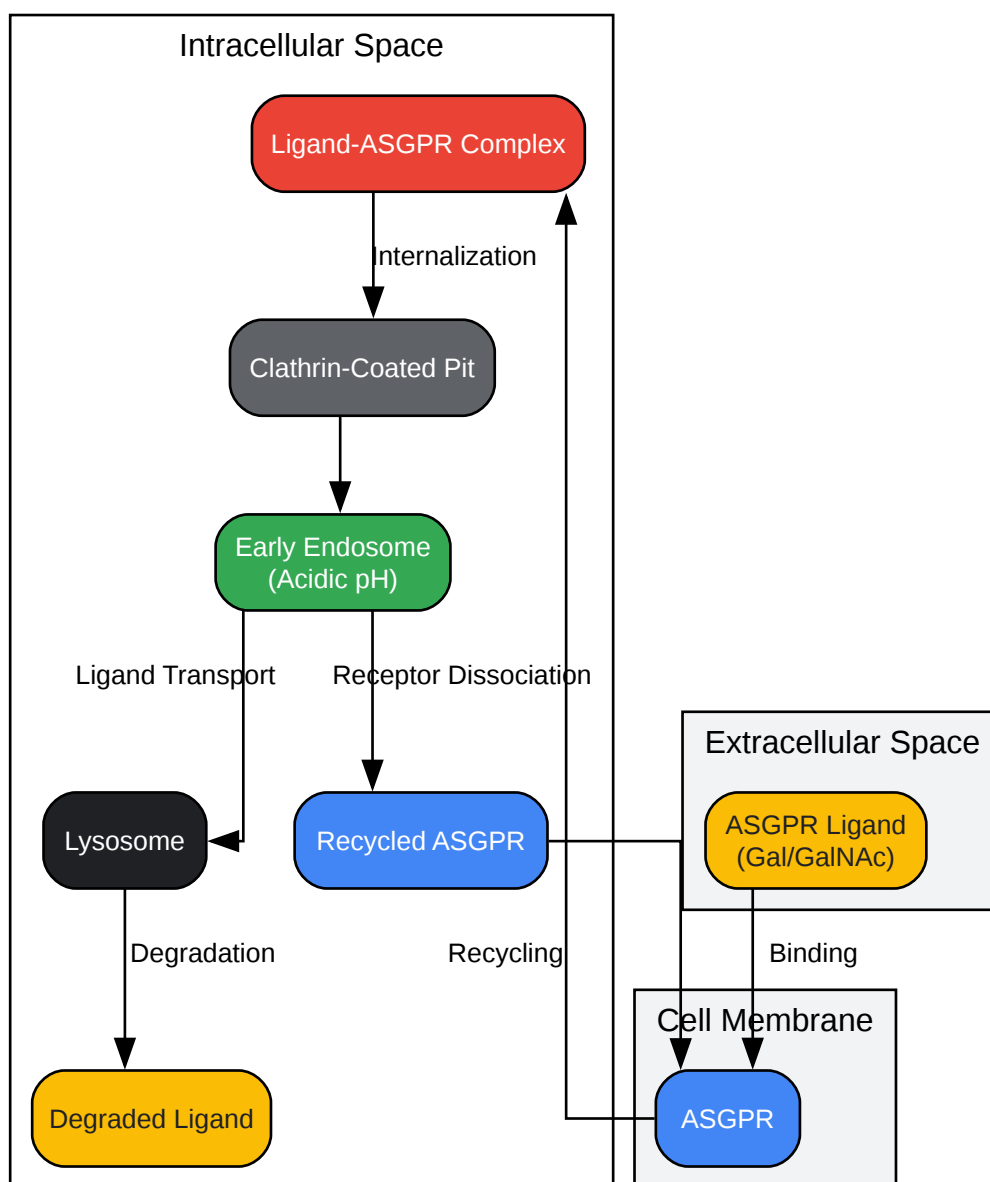 Intracellular Space
Ligand-ASGPR Complex
Internalization
Clathrin-Coated Pit
Early Endosome
(Acidic pH)
Ligand Transport
Receptor Dissociation
Extracellular Space
Lysosome
Recycled ASGPR
ASGPR Ligand
(Gal/GalNAc)
Degradation
Recycling
Binding
Cell Membrane
Degraded Ligand
ASGPR